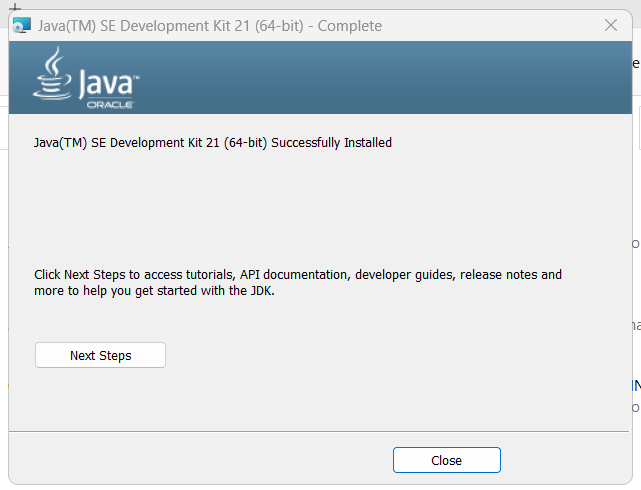 Java(TM) SE Development Kit 21 (64-bit) - Complete
Java™
ORACLE
Java(TM) SE Development Kit 21 (64-bit) Successfully Installed
Click Next Steps to access tutorials, API documentation, developer guides, release notes and
more to help you get started with the JDK.
Next Steps
Close